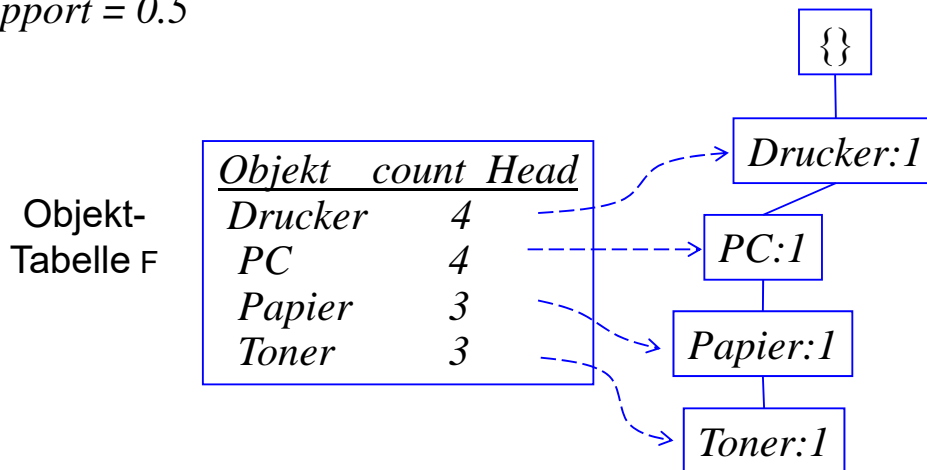 pport = 0.5
{}
Drucker:1
Objekt count Head
Drucker 4
PC 4
Papier 3
Toner 3
Objekt-
Tabelle F
PC:1
Papier:1
Toner:1